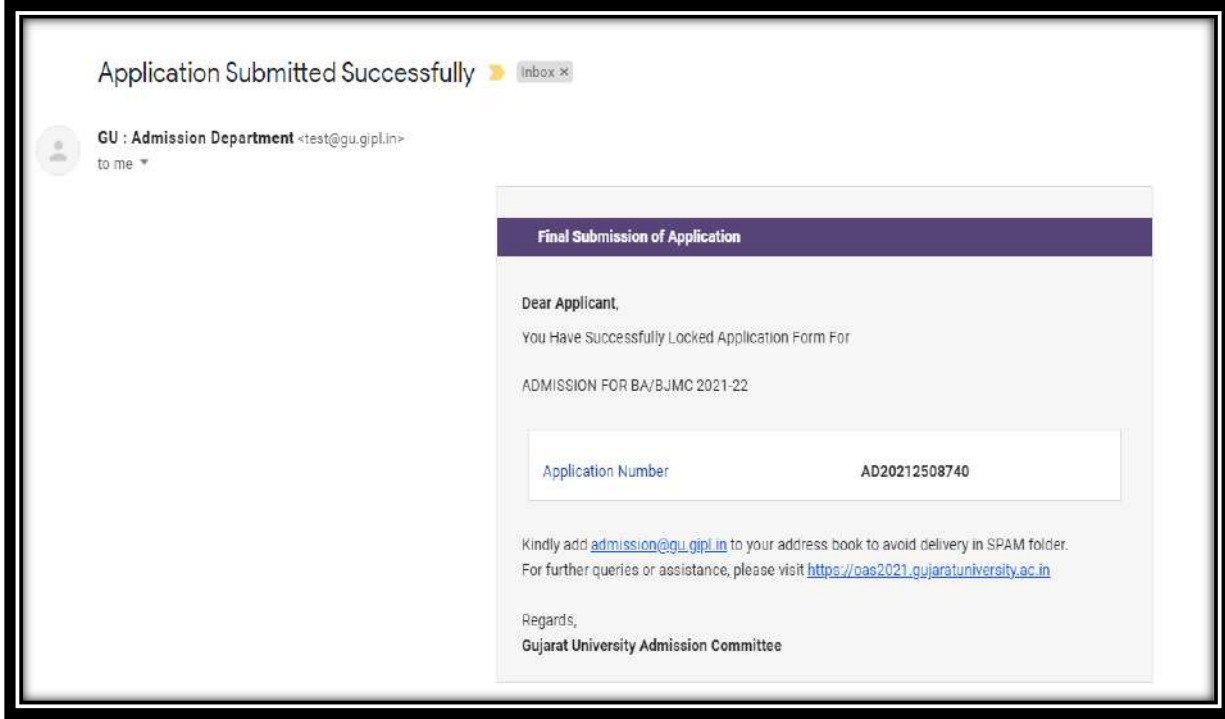 Application Submitted Successfully Inbox ×
GU : Admission Department <test@gu.gipl.in>
to me
Final Submission of Application
Dear Applicant,
You Have Successfully Locked Application Form For
ADMISSION FOR BA/BJMC 2021-22
Application Number AD20212508740
Kindly add admission@gu.gipl.in to your address book to avoid delivery in SPAM folder.
For further queries or assistance, please visit https://oas2021.gujaratuniversity.ac.in
Regards,
Gujarat University Admission Committee